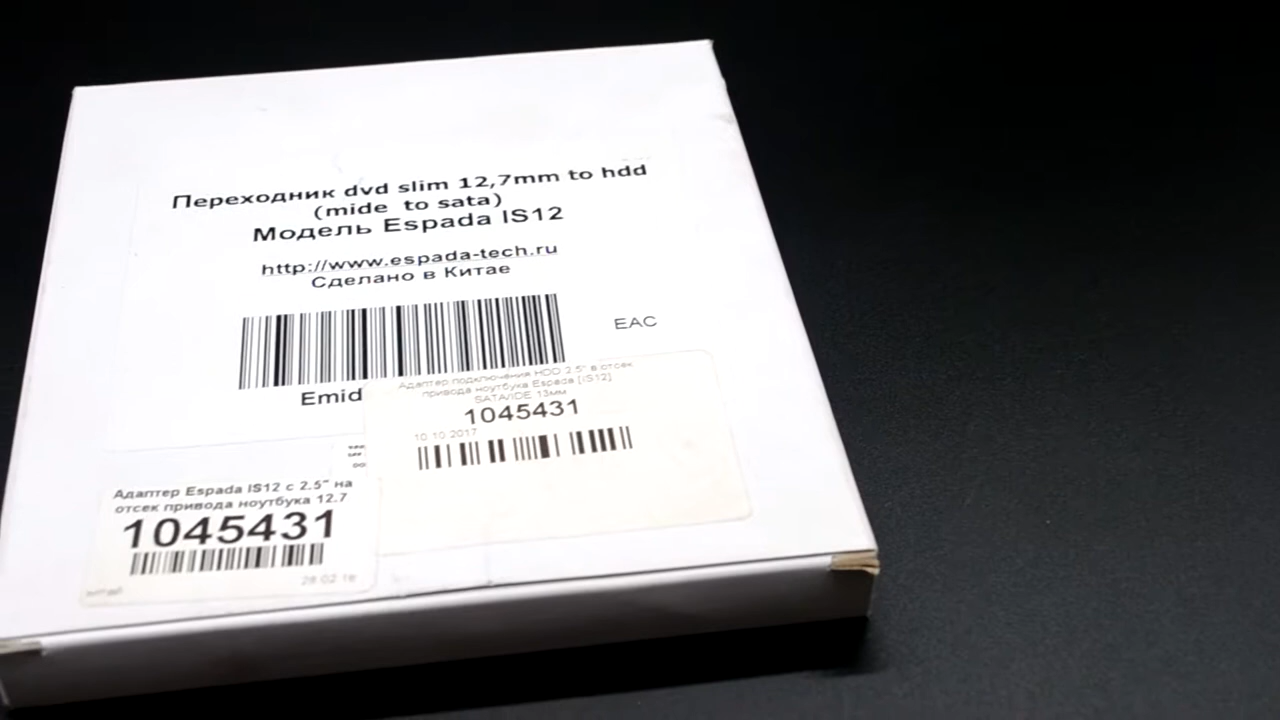 Переходник dvd slim 12,7mm to hdd
(mide to sata)
Модель Espada IS12
http://www.espada-tech.ru
Сделано в Китае
EAC
Emid
Адаптер подключения HDD 2.5" в отсек
привода ноутбука Espada [IS12]
SATA/IDE 13мм
1045431
10.10.2017
Адаптер Espada IS12 с 2.5" на
отсек привода ноутбука 12.7
1045431